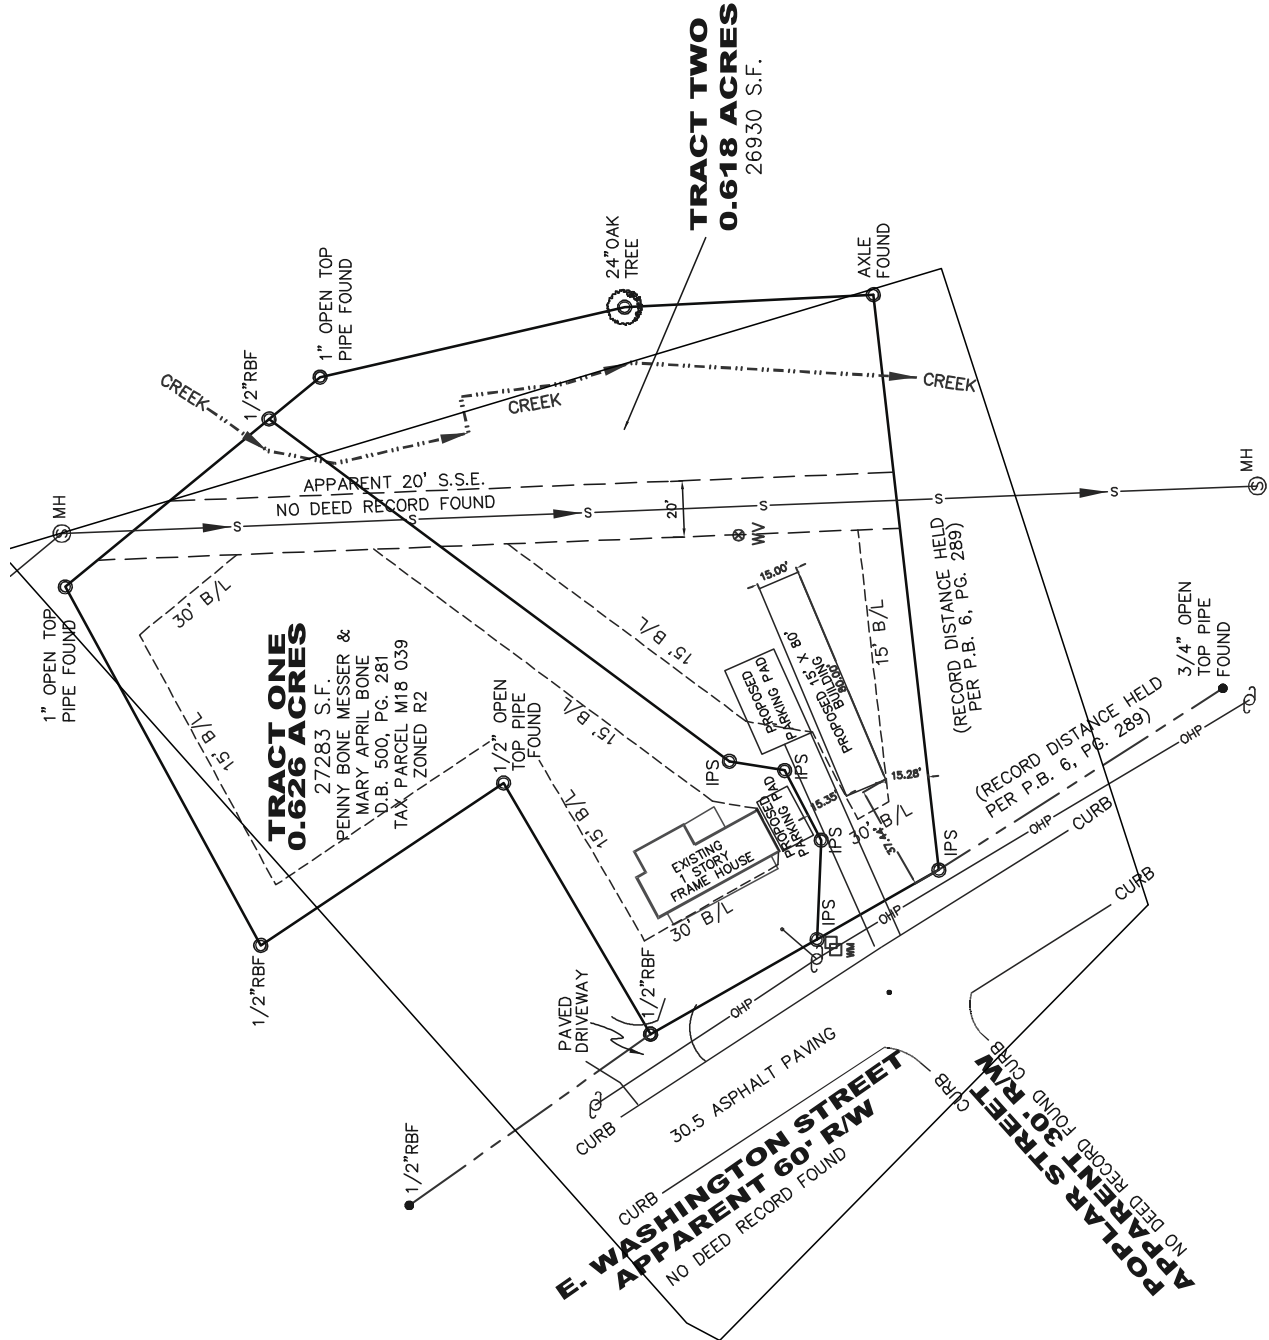 TRACT TWO
0.618 ACRES
26930 S.F.
24"OAK
TREE
AXLE
FOUND
1" OPEN TOP
PIPE FOUND
1/2"RBF
CREEK
CREEK
CREEK
MH
S
APPARENT 20' S.S.E.
NO DEED RECORD FOUND
S
S
S
S
S
S
20'
WV
S
MH
1" OPEN TOP
PIPE FOUND
30' B/L
15' B/L
TRACT ONE
0.626 ACRES
27283 S.F.
PENNY BONE MESSER &
MARY APRIL BONE
D.B. 500, PG. 281
TAX PARCEL M18 039
ZONED R2
1/2" OPEN
TOP PIPE
FOUND
15' B/L
15' B/L
15' B/L
15' B/L
15.00'
PROPOSED
PARKING PAD
PROPOSED 15' X 80'
BUILDING
80.00'
(RECORD DISTANCE HELD
PER P.B. 6, PG. 289)
3/4" OPEN
TOP PIPE
FOUND
IPS
IPS
IPS
IPS
IPS
PROPOSED
PARKING PAD
15.28'
37.44'
30' B/L
EXISTING
1 STORY
FRAME HOUSE
30' B/L
(RECORD DISTANCE HELD
PER P.B. 6, PG. 289)
OHP
OHP
OHP
OHP
CURB
CURB
WM
1/2"RBF
1/2"RBF
PAVED
DRIVEWAY
1/2"RBF
CURB
30.5 ASPHALT PAVING
CURB
E. WASHINGTON STREET
APPARENT 60' R/W
NO DEED RECORD FOUND
CURB
CURB
POPLAR STREET
APPARENT 30' R/W
NO DEED RECORD FOUND